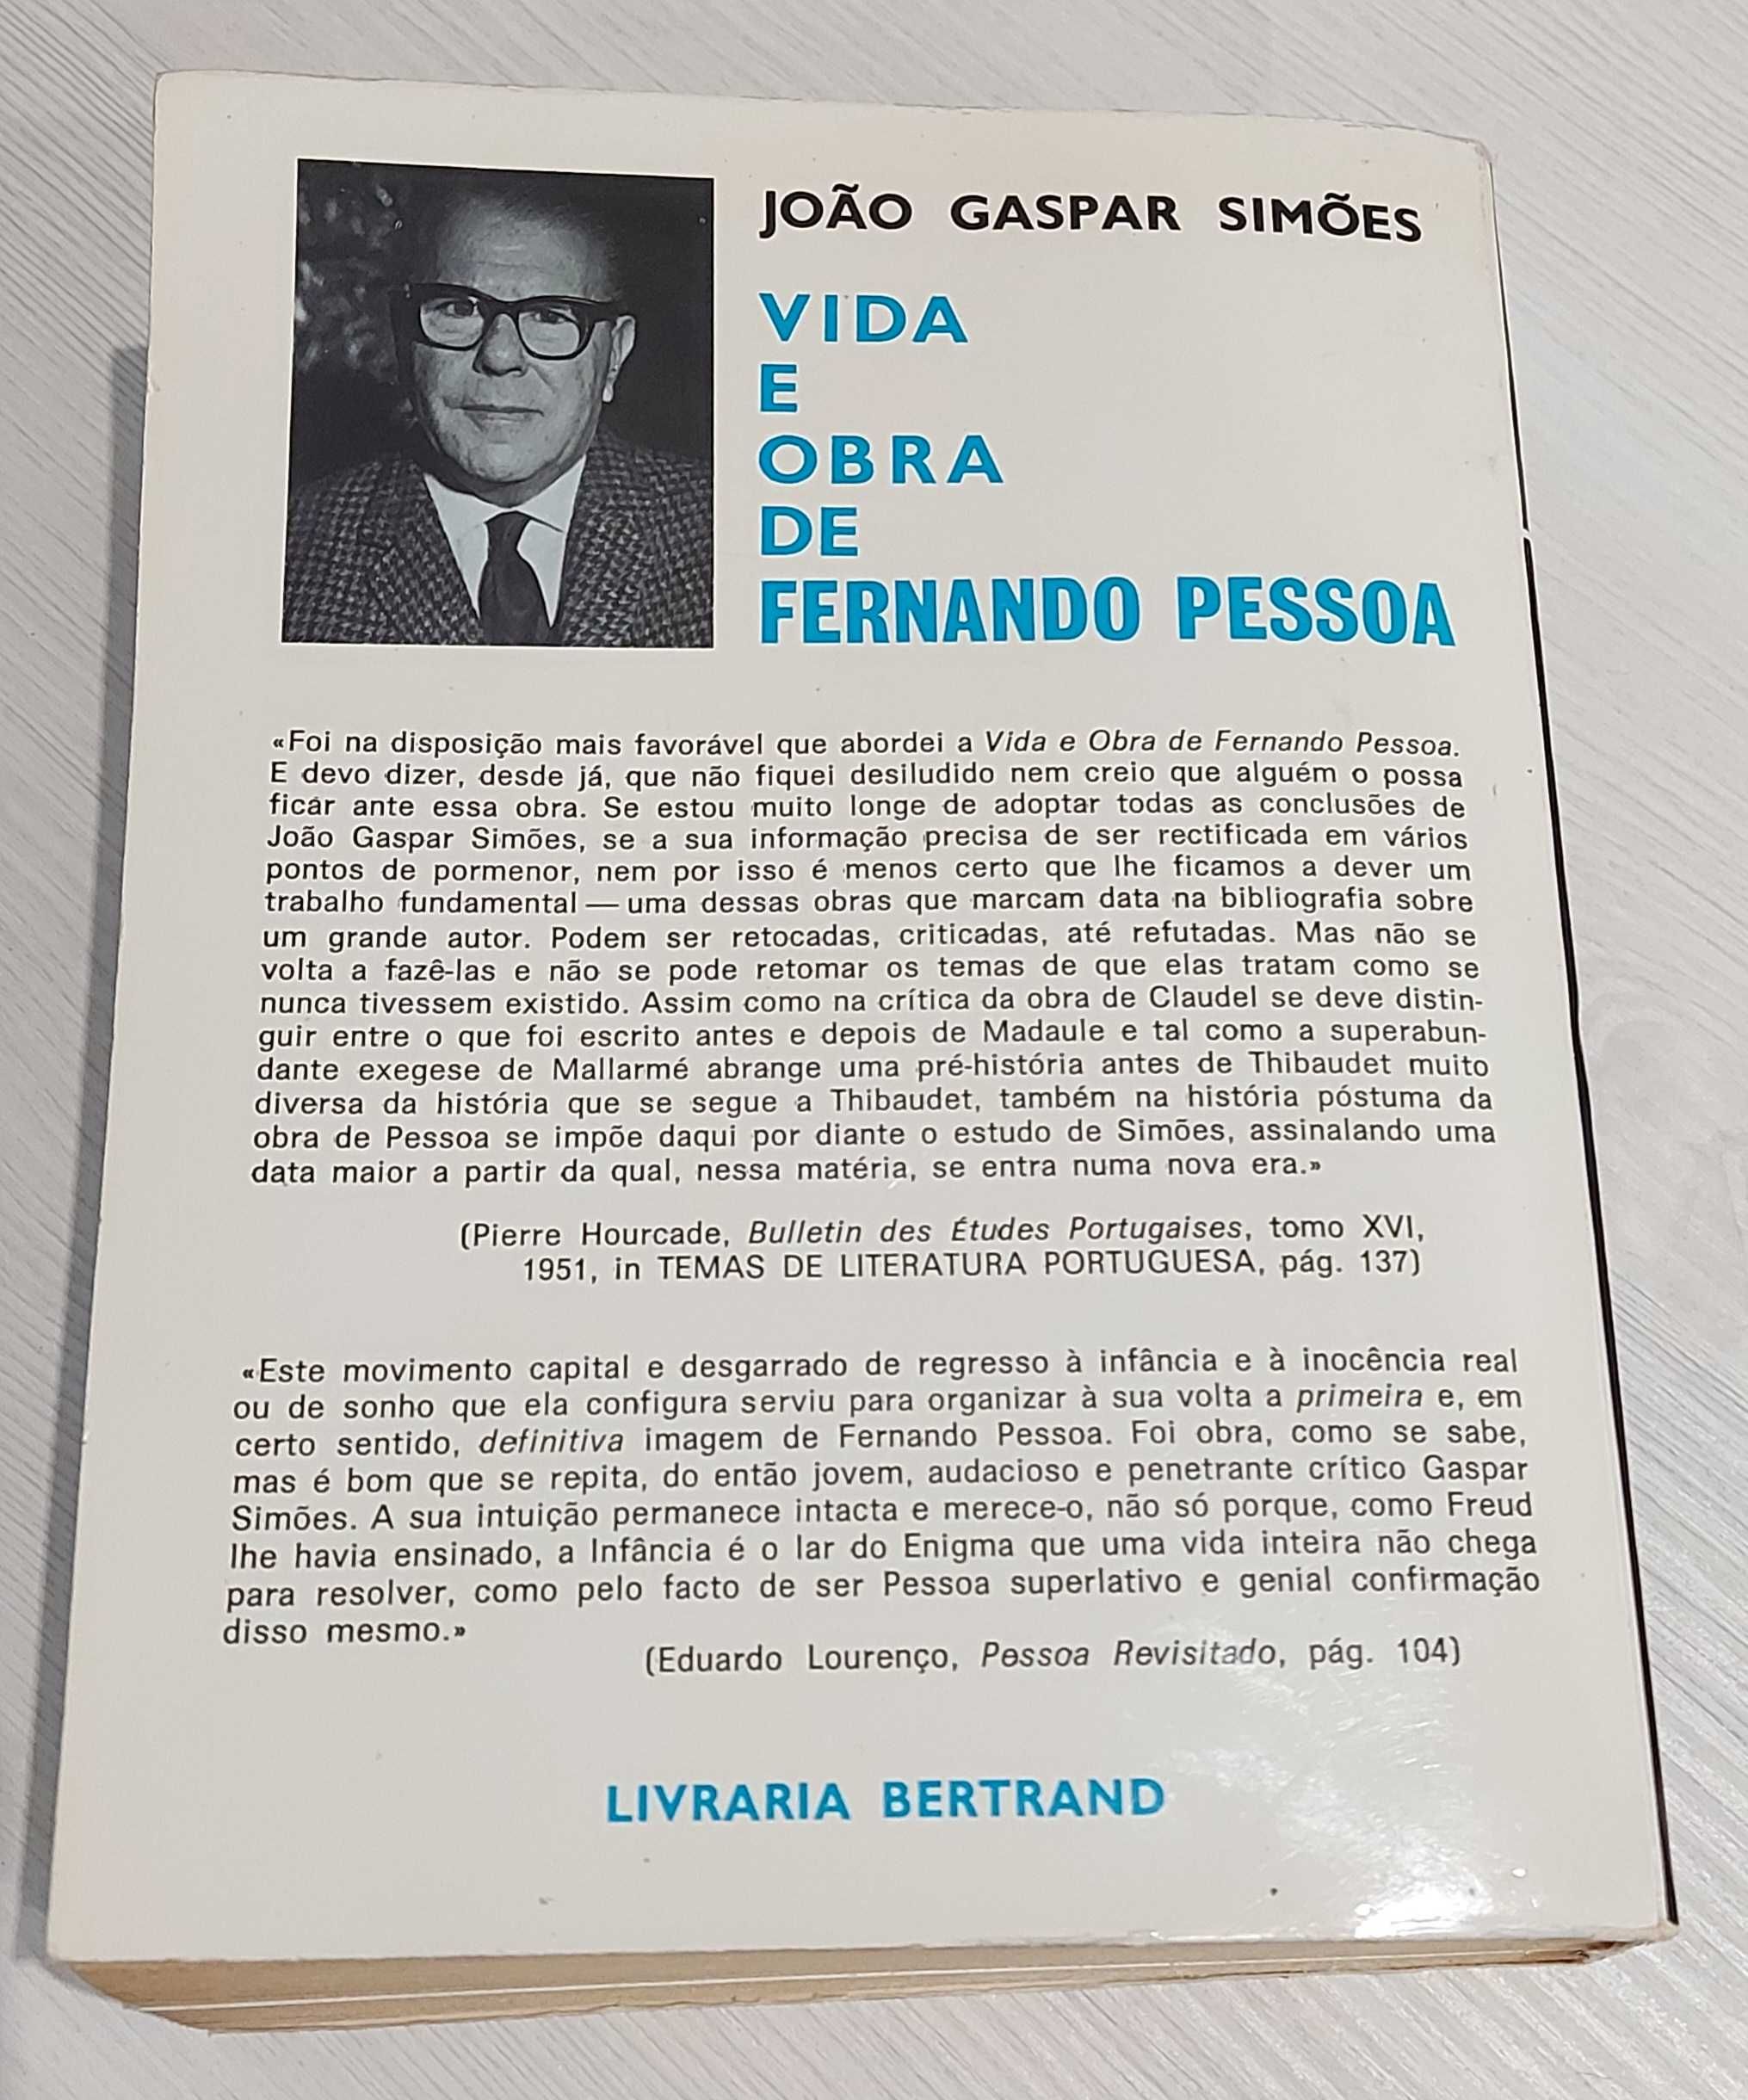 JOÃO GASPAR SIMÕES
VIDA
E
OBRA
DE
FERNANDO PESSOA
«Foi na disposição mais favorável que abordei a Vida e Obra de Fernando Pessoa.
E devo dizer, desde já, que não fiquei desiludido nem creio que alguém o possa
ficar ante essa obra. Se estou muito longe de adoptar todas as conclusões de
João Gaspar Simões, se a sua informação precisa de ser rectificada em vários
pontos de pormenor, nem por isso é menos certo que lhe ficamos a dever um
trabalho fundamental — uma dessas obras que marcam data na bibliografia sobre
um grande autor. Podem ser retocadas, criticadas, até refutadas. Mas não se
volta a fazê-las e não se pode retomar os temas de que elas tratam como se
nunca tivessem existido. Assim como na crítica da obra de Claudel se deve distin-
guir entre o que foi escrito antes e depois de Madaule e tal como a superabun-
dante exegese de Mallarmé abrange uma pré-história antes de Thibaudet muito
diversa da história que se segue a Thibaudet, também na história póstuma da
obra de Pessoa se impõe daqui por diante o estudo de Simões, assinalando uma
data maior a partir da qual, nessa matéria, se entra numa nova era.»
(Pierre Hourcade, Bulletin des Études Portugaises, tomo XVI,
1951, in TEMAS DE LITERATURA PORTUGUESA, pág. 137)
«Este movimento capital e desgarrado de regresso à infância e à inocência real
ou de sonho que ela configura serviu para organizar à sua volta a primeira e, em
certo sentido, definitiva imagem de Fernando Pessoa. Foi obra, como se sabe,
mas é bom que se repita, do então jovem, audacioso e penetrante crítico Gaspar
Simões. A sua intuição permanece intacta e merece-o, não só porque, como Freud
lhe havia ensinado, a Infância é o lar do Enigma que uma vida inteira não chega
para resolver, como pelo facto de ser Pessoa superlativo e genial confirmação
disso mesmo.»
(Eduardo Lourenço, Pessoa Revisitado, pág. 104)
LIVRARIA BERTRAND